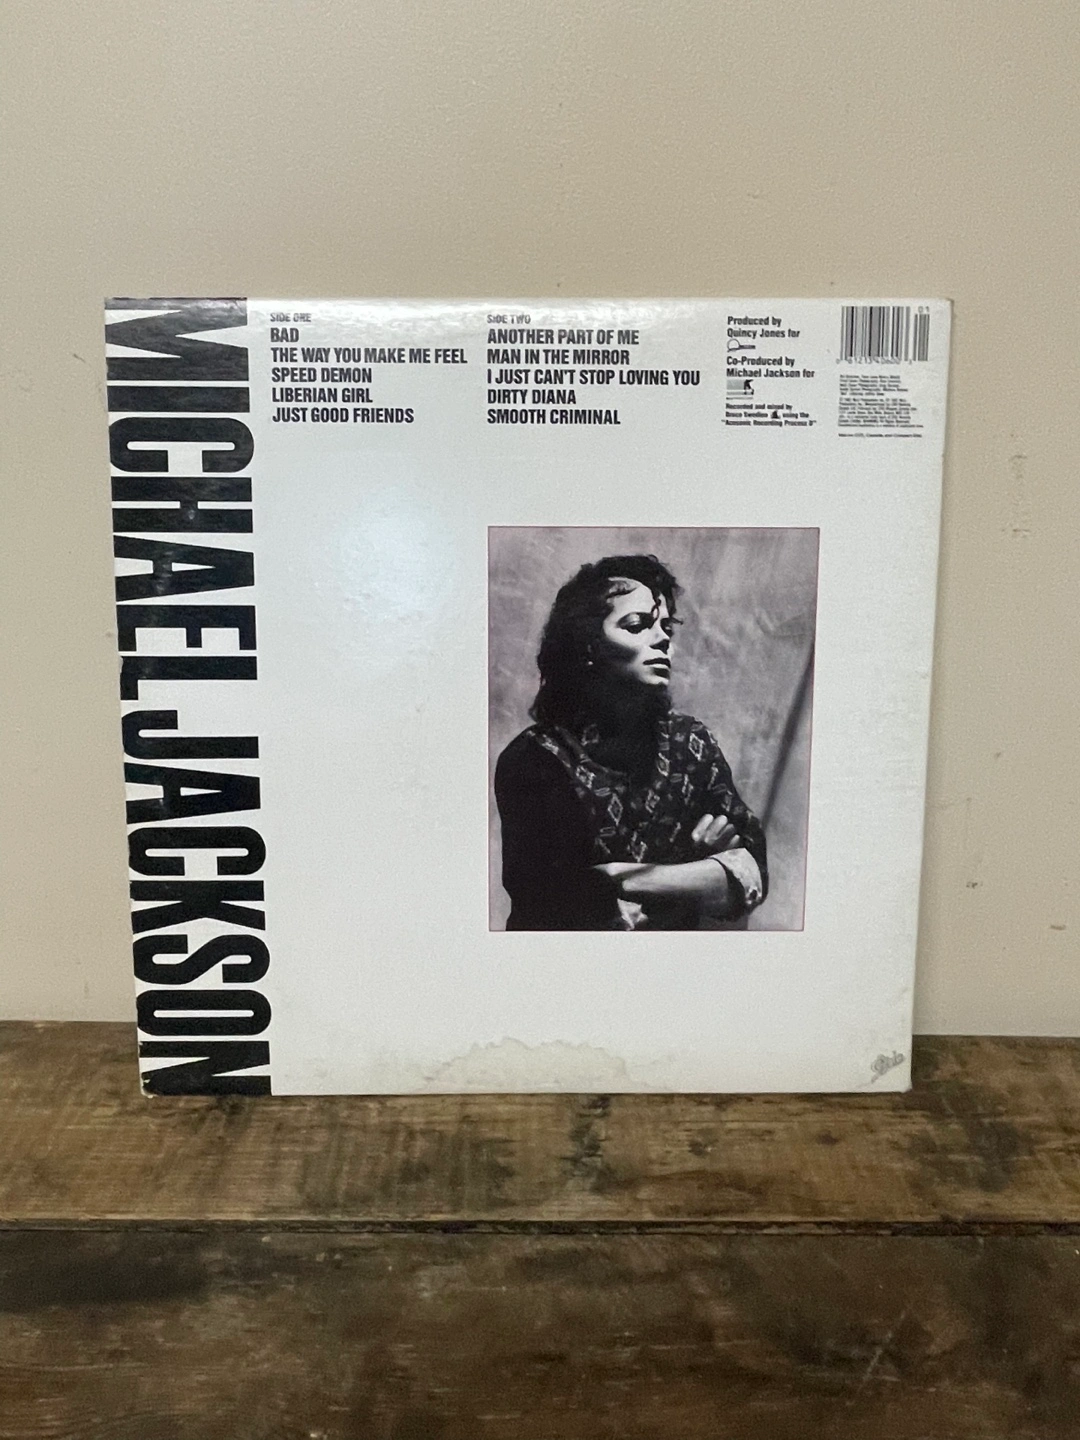 MICHAEL JACKSON
SIDE ONE
BAD
THE WAY YOU MAKE ME FEEL
SPEED DEMON
LIBERIAN GIRL
JUST GOOD FRIENDS
SIDE TWO
ANOTHER PART OF ME
MAN IN THE MIRROR
I JUST CAN'T STOP LOVING YOU
DIRTY DIANA
SMOOTH CRIMINAL
Produced by
Quincy Jones for
Co-Produced by
Michael Jackson for
Recorded and mixed by
Bruce Swedien using the
"Acusonic Recording Process"
01
Epic